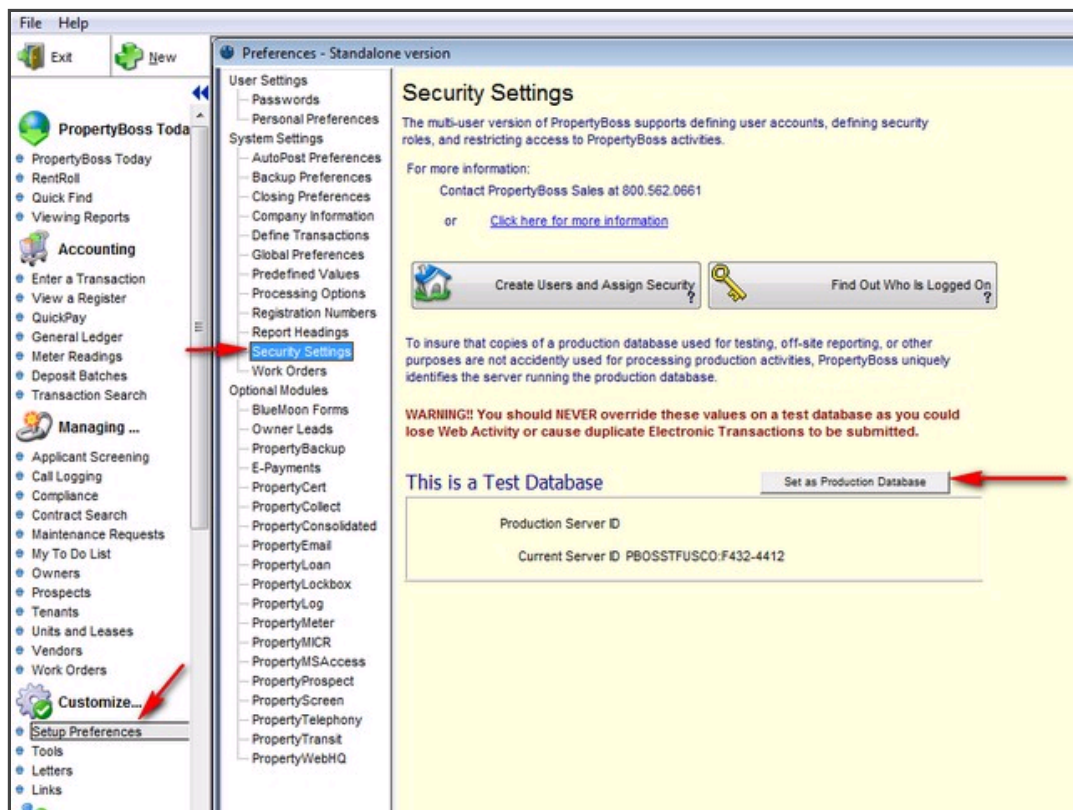 File Help
Exit
New
PropertyBoss Toda
PropertyBoss Today
RentRoll
Quick Find
Viewing Reports
Accounting
Enter a Transaction
View a Register
QuickPay
General Ledger
Meter Readings
Deposit Batches
Transaction Search
Managing ...
Applicant Screening
Call Logging
Compliance
Contract Search
Maintenance Requests
My To Do List
Owners
Prospects
Tenants
Units and Leases
Vendors
Work Orders
Customize...
Setup Preferences
Tools
Letters
Links
Preferences - Standalone version
User Settings
Passwords
Personal Preferences
System Settings
AutoPost Preferences
Backup Preferences
Closing Preferences
Company Information
Define Transactions
Global Preferences
Predefined Values
Processing Options
Registration Numbers
Report Headings
Security Settings
Work Orders
Optional Modules
BlueMoon Forms
Owner Leads
PropertyBackup
E-Payments
PropertyCert
PropertyCollect
PropertyConsolidated
PropertyEmail
PropertyLoan
PropertyLockbox
PropertyLog
PropertyMeter
PropertyMICR
PropertyMSAccess
PropertyProspect
PropertyScreen
PropertyTelephony
PropertyTransit
PropertyWebHQ
Security Settings
The multi-user version of PropertyBoss supports defining user accounts, defining security
roles, and restricting access to PropertyBoss activities.
For more information:
Contact PropertyBoss Sales at 800.562.0661
or Click here for more information
Create Users and Assign Security ?
Find Out Who Is Logged On ?
To insure that copies of a production database used for testing, off-site reporting, or other
purposes are not accidently used for processing production activities, PropertyBoss uniquely
identifies the server running the production database.
WARNING!! You should NEVER override these values on a test database as you could
lose Web Activity or cause duplicate Electronic Transactions to be submitted.
This is a Test Database
Set as Production Database
Production Server ID
Current Server ID PBOSSTFUSCO:F432-4412